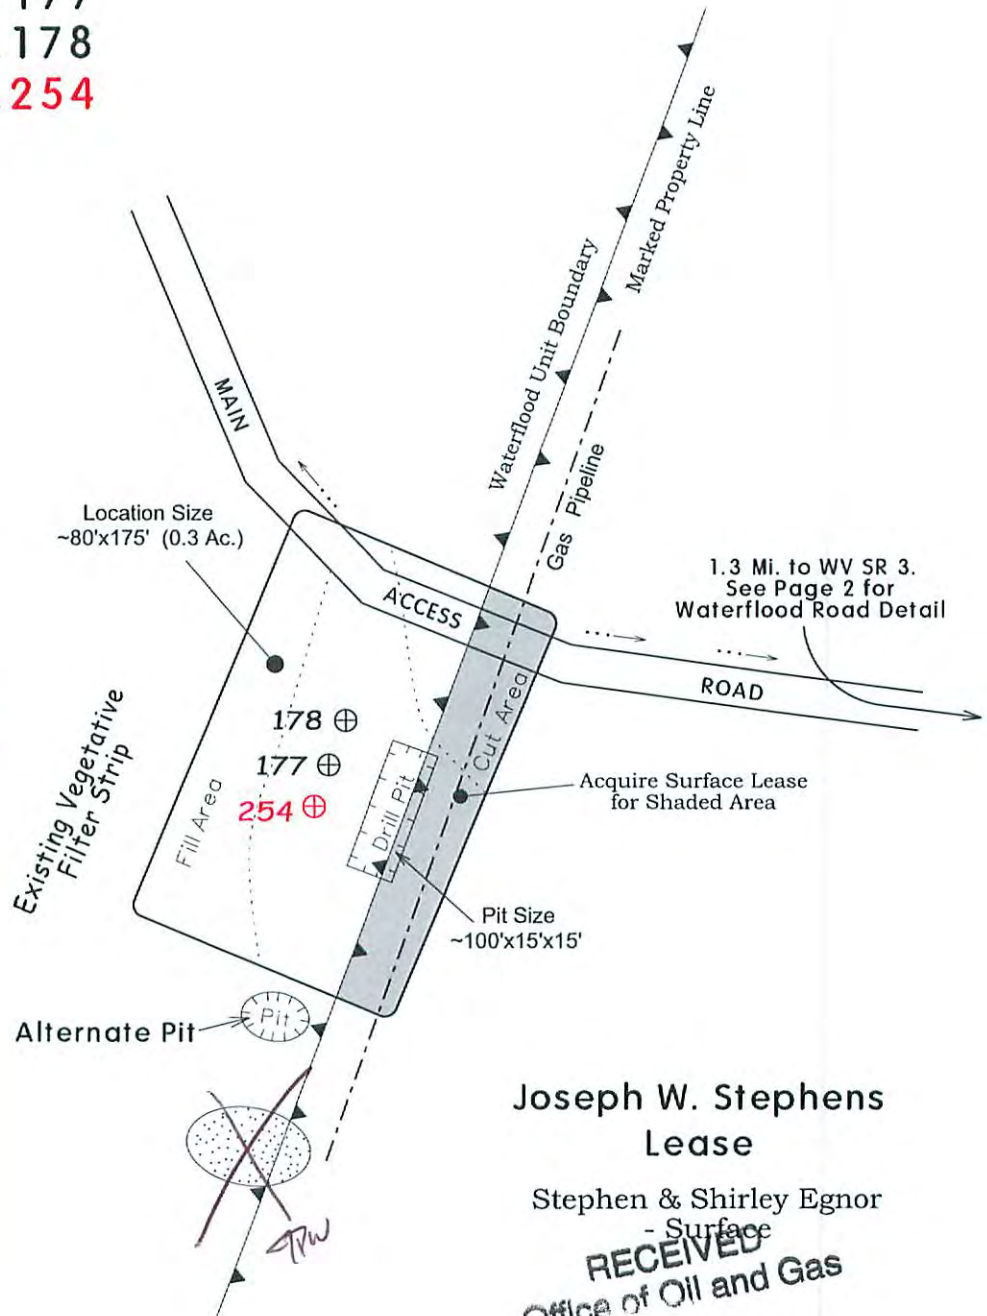 177
178
254
Marked Property Line
Waterflood Unit Boundary
MAIN
Gas Pipeline
Location Size
~80'x175' (0.3 Ac.)
1.3 Mi. to WV SR 3.
See Page 2 for
Waterflood Road Detail
ACCESS
ROAD
Existing Vegetative
Filter Strip
178
177
254
Fill Area
Drill Pit
Cut Area
Acquire Surface Lease
for Shaded Area
Pit Size
~100'x15'x15'
Alternate Pit
Pit
Joseph W. Stephens
Lease
Stephen & Shirley Egnor
- Surface
RECEIVED
Office of Oil and Gas